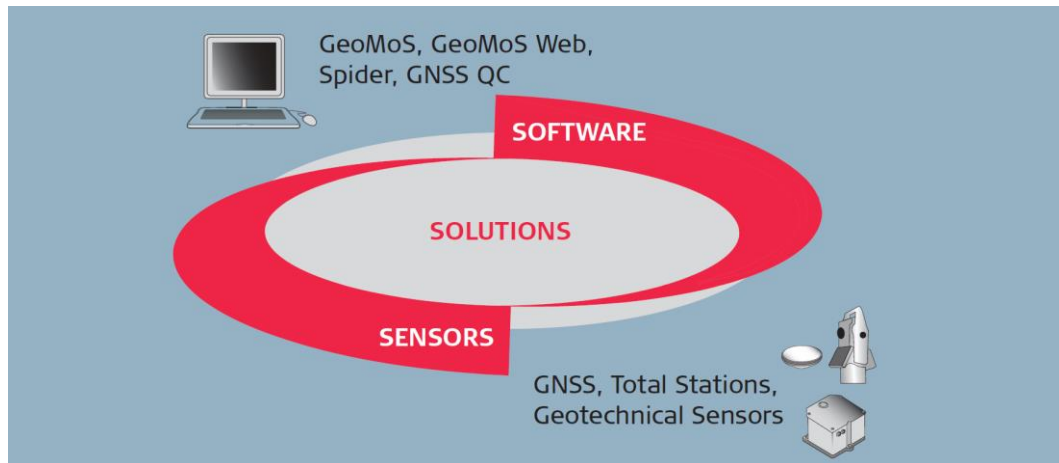 GeoMoS, GeoMoS Web,
Spider, GNSS QC
SOFTWARE
SOLUTIONS
SENSORS
GNSS, Total Stations,
Geotechnical Sensors